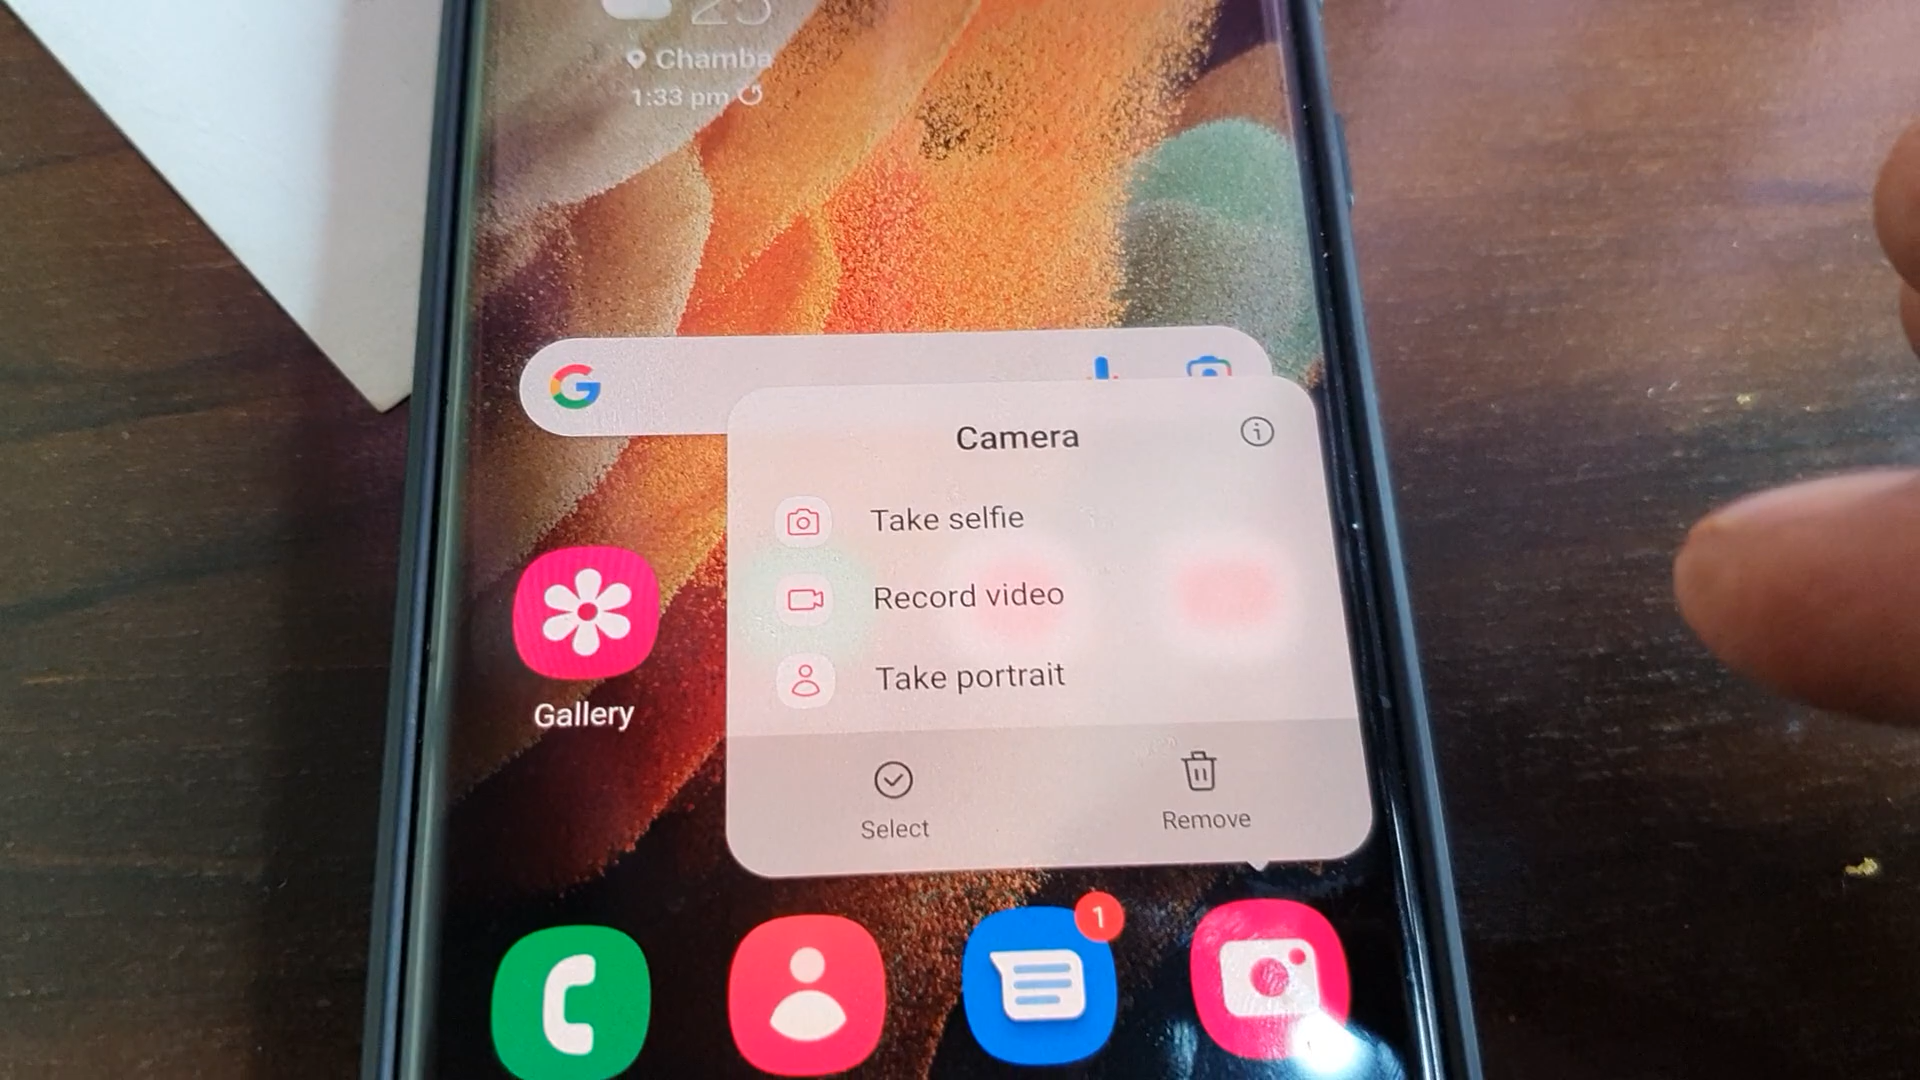 Chamba
1:33 pm
G
Camera
Take selfie
Record video
Take portrait
Gallery
Select
Remove
1